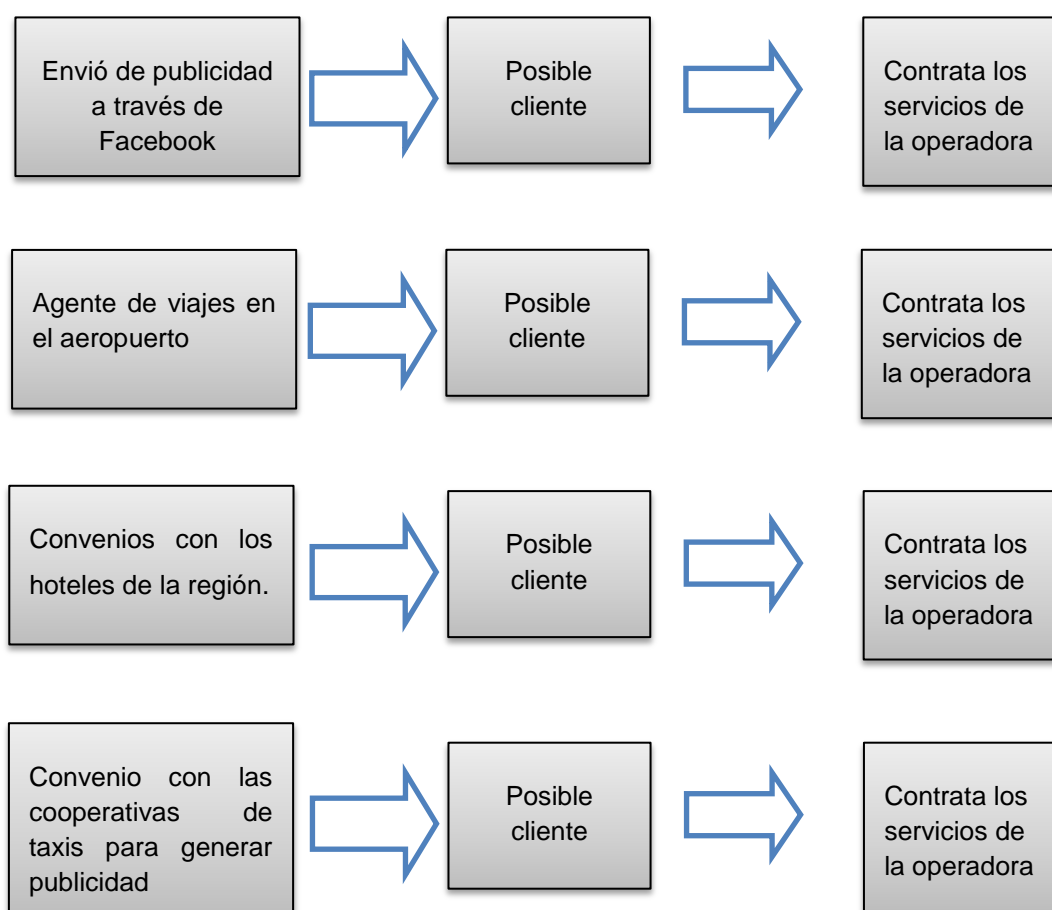 Envió de publicidad
a través de
Facebook
Posible
cliente
Contrata los
servicios de
la operadora
Agente de viajes en
el aeropuerto
Posible
cliente
Contrata los
servicios de
la operadora
Convenios con los
hoteles de la región.
Posible
cliente
Contrata los
servicios de
la operadora
Convenio con las
cooperativas de
taxis para generar
publicidad
Posible
cliente
Contrata los
servicios de
la operadora